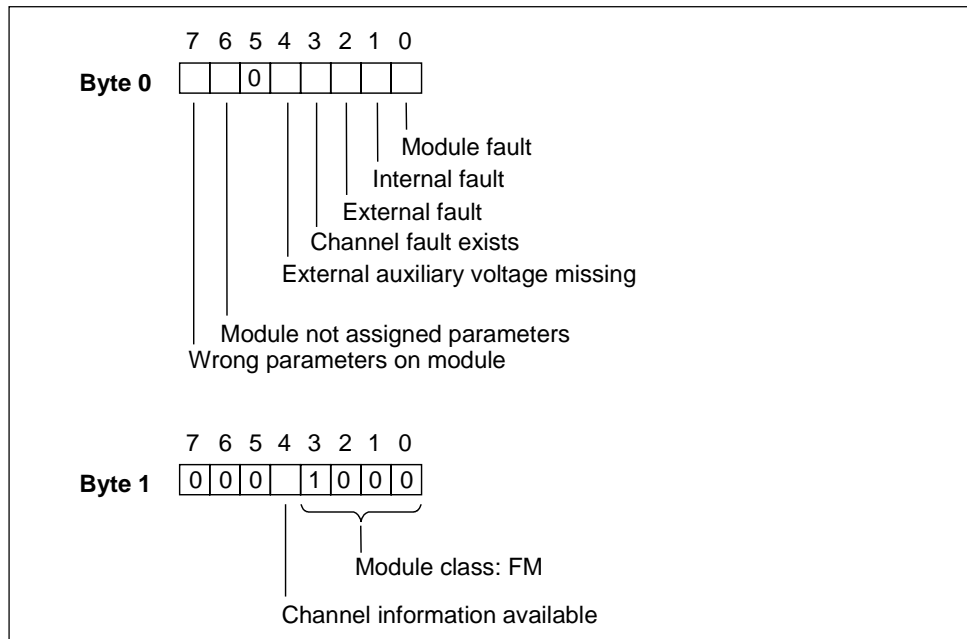 7 6 5 4 3 2 1 0
Byte 0 0
Module fault
Internal fault
External fault
Channel fault exists
External auxiliary voltage missing
Module not assigned parameters
Wrong parameters on module
7 6 5 4 3 2 1 0
Byte 1 0 0 0 1 0 0 0
Module class: FM
Channel information available